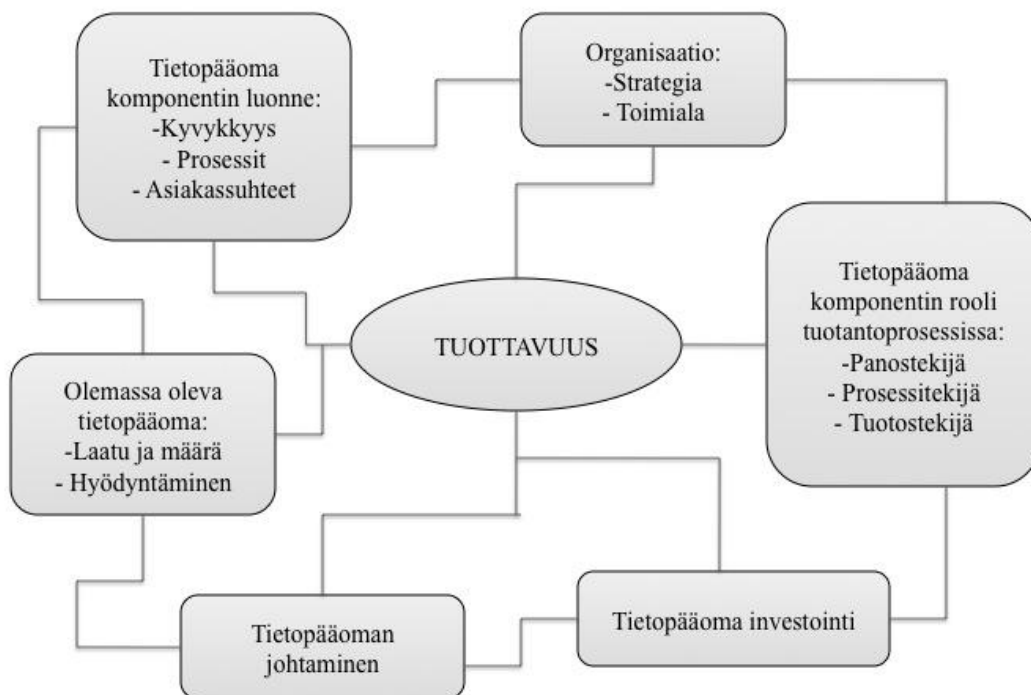 Tietopääoma
komponentin luonne:
-Kyvykkyys
- Prosessit
- Asiakassuhteet
Organisaatio:
-Strategia
- Toimiala
Tietopääoma
komponentin rooli
tuotantoprosessissa:
-Panostekijä
- Prosessitekijä
- Tuotostekijä
TUOTTAVUUS
Olemassa oleva
tietopääoma:
-Laatu ja määrä
- Hyödyntäminen
Tietopääoman
johtaminen
Tietopääoma investointi